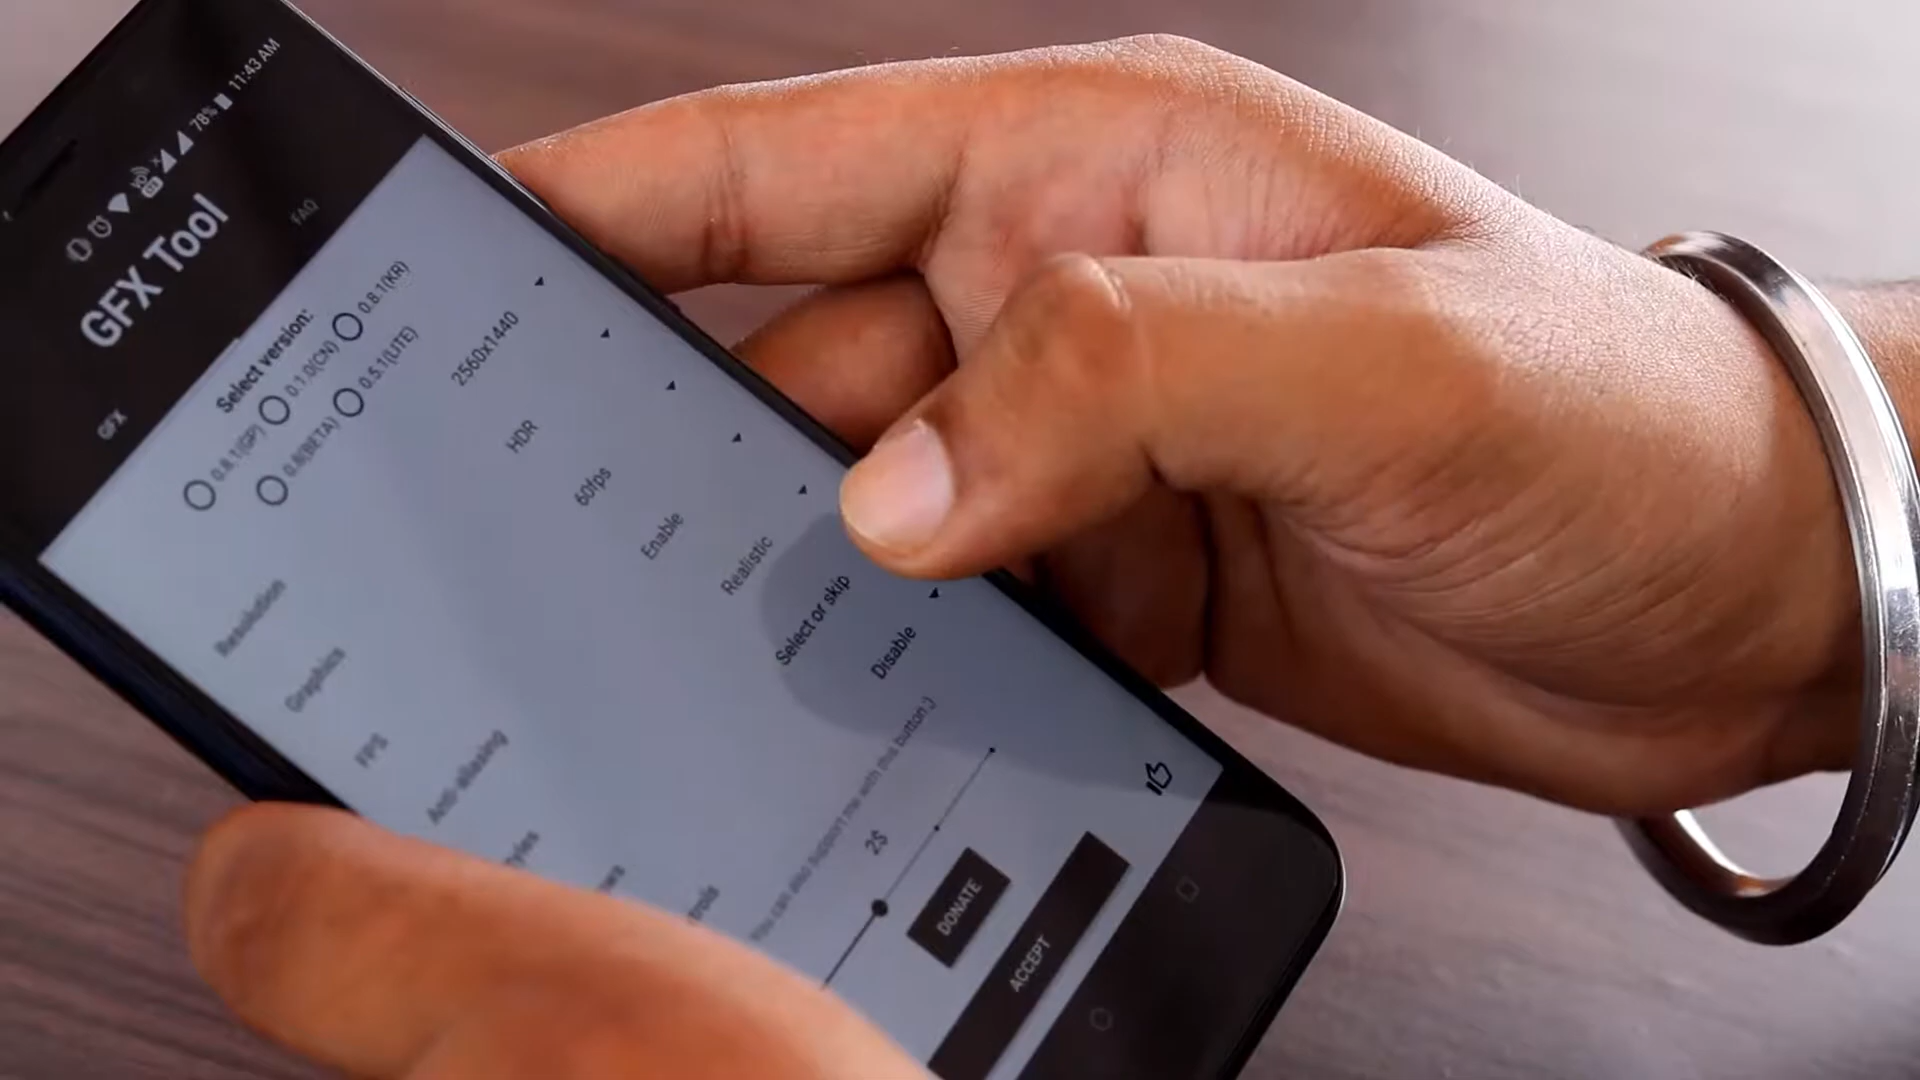 78% 11:43 AM
GFX Tool
GFX
FAQ
Select version:
0.8.1(GP) 0.1.0(CN) 0.8.1(KR)
0.8(BETA) 0.5.1(LITE)
Resolution 2560x1440
Graphics HDR
FPS 60fps
Anti-aliasing Enable
Realistic
Select or skip
Disable
You can also support me with this button:)
2$
DONATE
ACCEPT